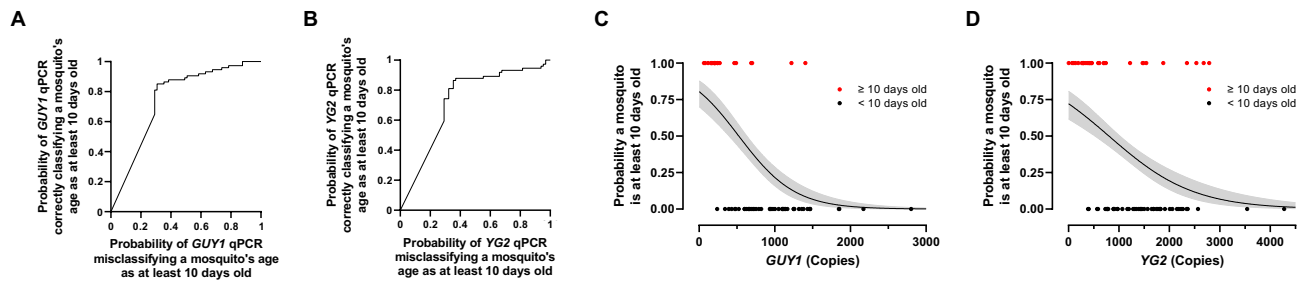 A
Probability of GUY1 qPCR
correctly classifying a mosquito's
age as at least 10 days old
1
0.8
0.6
0.4
0.2
0
0 0.2 0.4 0.6 0.8 1
Probability of GUY1 qPCR
misclassifying a mosquito's age
as at least 10 days old
B
Probability of YG2 qPCR
correctly classifying a mosquito's
age as at least 10 days old
1
0.8
0.6
0.4
0.2
0
0 0.2 0.4 0.6 0.8 1
Probability of YG2 qPCR
misclassifying a mosquito's
age as at least 10 days old
C
Probability a mosquito
is at least 10 days old
1.00
0.75
0.50
0.25
0.00
≥ 10 days old
< 10 days old
0 1000 2000 3000
GUY1 (Copies)
D
Probability a mosquito
is at least 10 days old
1.00
0.75
0.50
0.25
0.00
≥ 10 days old
< 10 days old
0 1000 2000 3000 4000
YG2 (Copies)